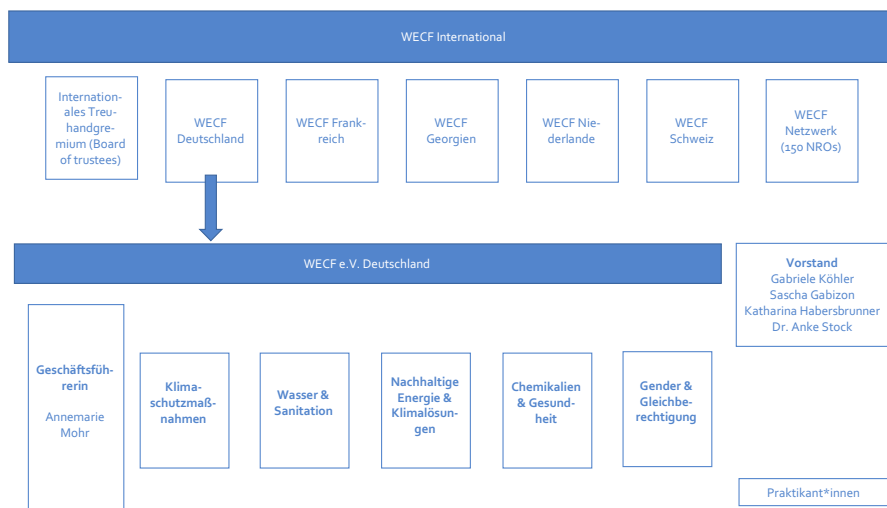 WECF International
Internation-
ales Treu-
handgre-
mium (Board
of trustees)
WECF
Deutschland
WECF Frank-
reich
WECF
Georgien
WECF Nie-
derlande
WECF
Schweiz
WECF
Netzwerk
(150 NROs)
WECF e.V. Deutschland
Vorstand
Gabriele Köhler
Sascha Gabizon
Katharina Habersbrunner
Dr. Anke Stock
Geschäftsfüh-
rerin
Annemarie
Mohr
Klima-
schutzmaß-
nahmen
Wasser &
Sanitation
Nachhaltige
Energie &
Klimalösun-
gen
Chemikalien
& Gesund-
heit
Gender &
Gleichbe-
rechtigung
Praktikant*innen